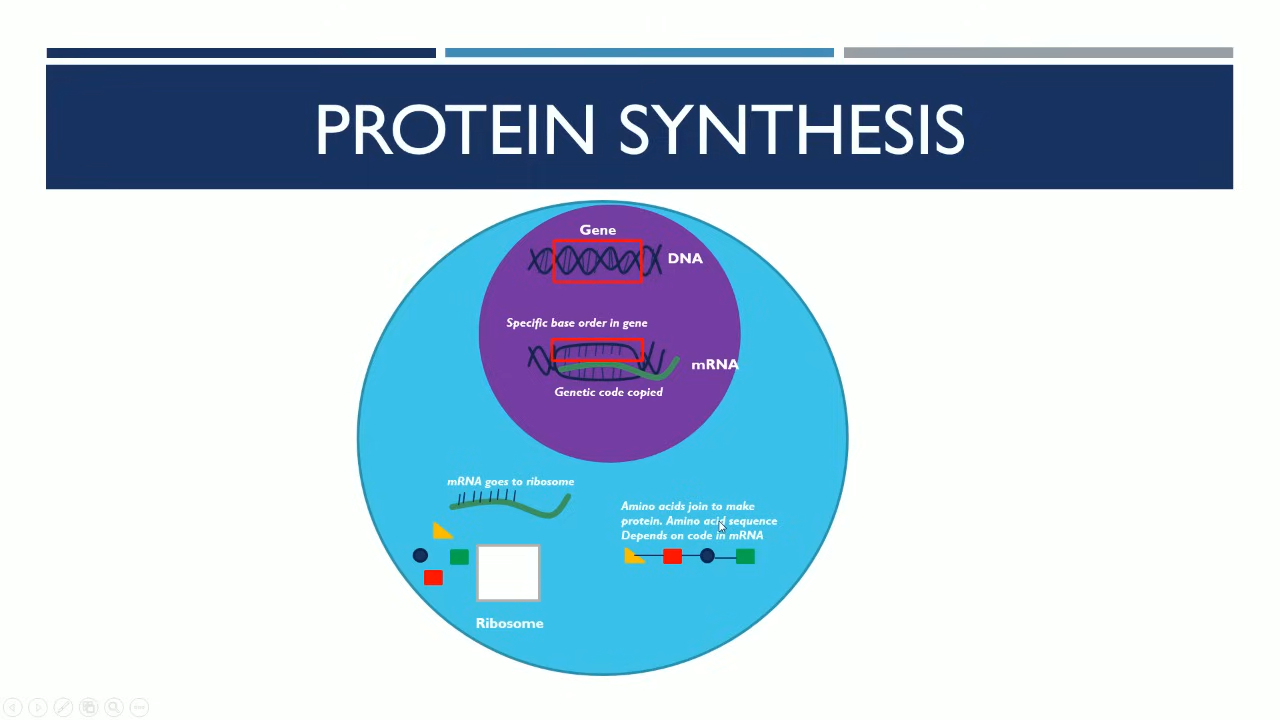 PROTEIN SYNTHESIS
Gene
DNA
Specific base order in gene
mRNA
Genetic code copied
mRNA goes to ribosome
Amino acids join to make
protein. Amino acid sequence
Depends on code in mRNA
Ribosome